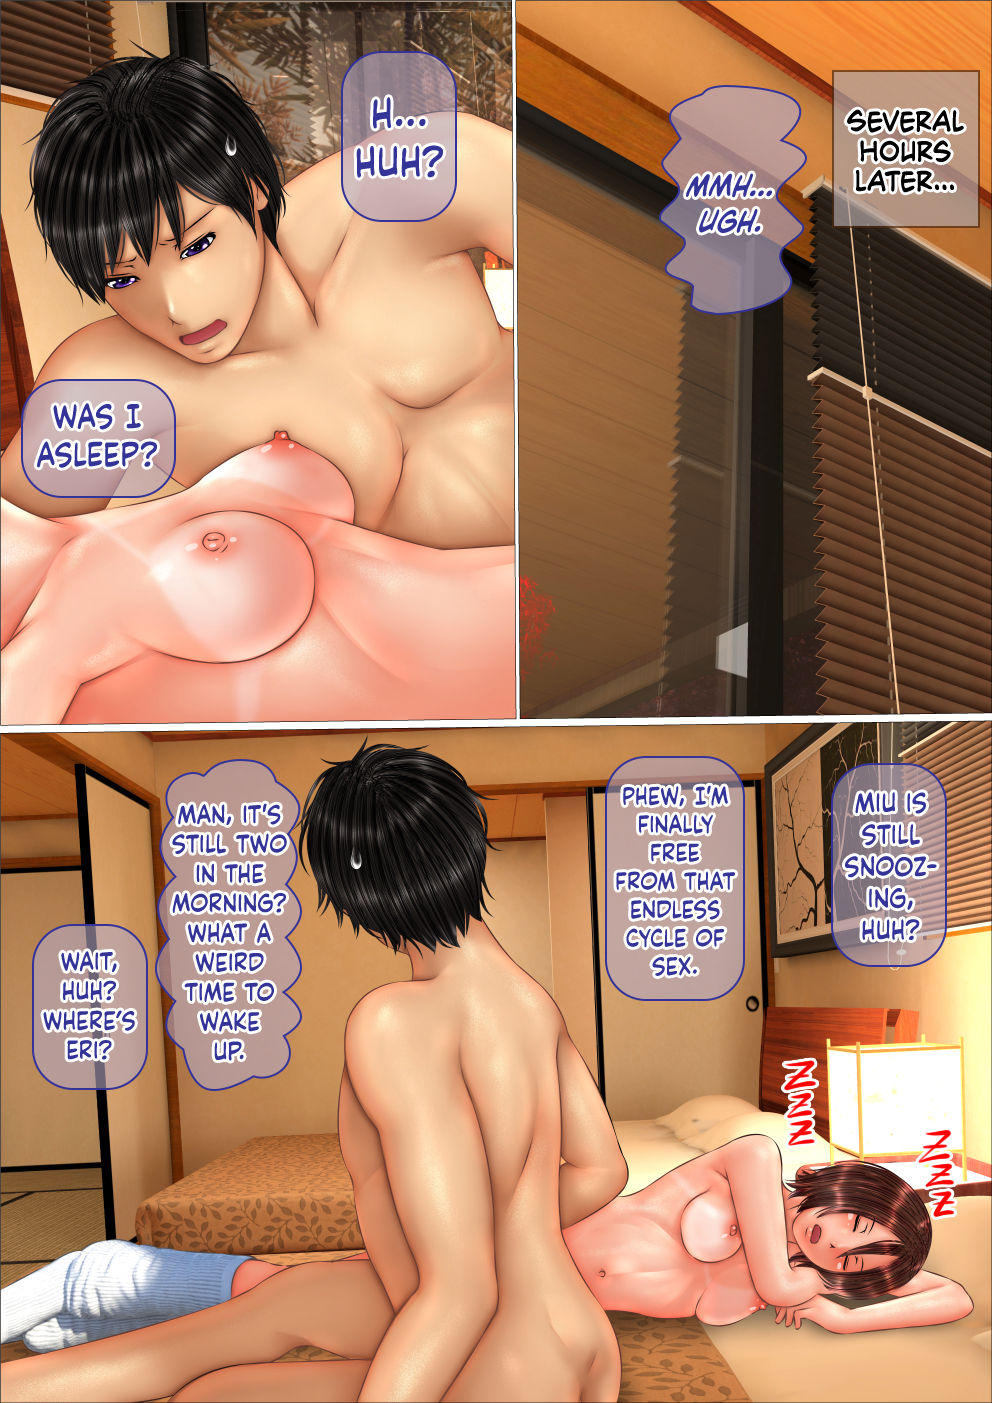 SEVERAL
HOURS
LATER...
MMH...
UGH.
H...
HUH?
WAS I
ASLEEP?
MIU IS
STILL
SNOOZ-
ING,
HUH?
PHEW, I'M
FINALLY
FREE
FROM THAT
ENDLESS
CYCLE OF
SEX.
MAN, IT'S
STILL TWO
IN THE
MORNING?
WHAT A
WEIRD
TIME TO
WAKE
UP.
WAIT,
HUH?
WHERE'S
ERI?
NNNN
NNNN